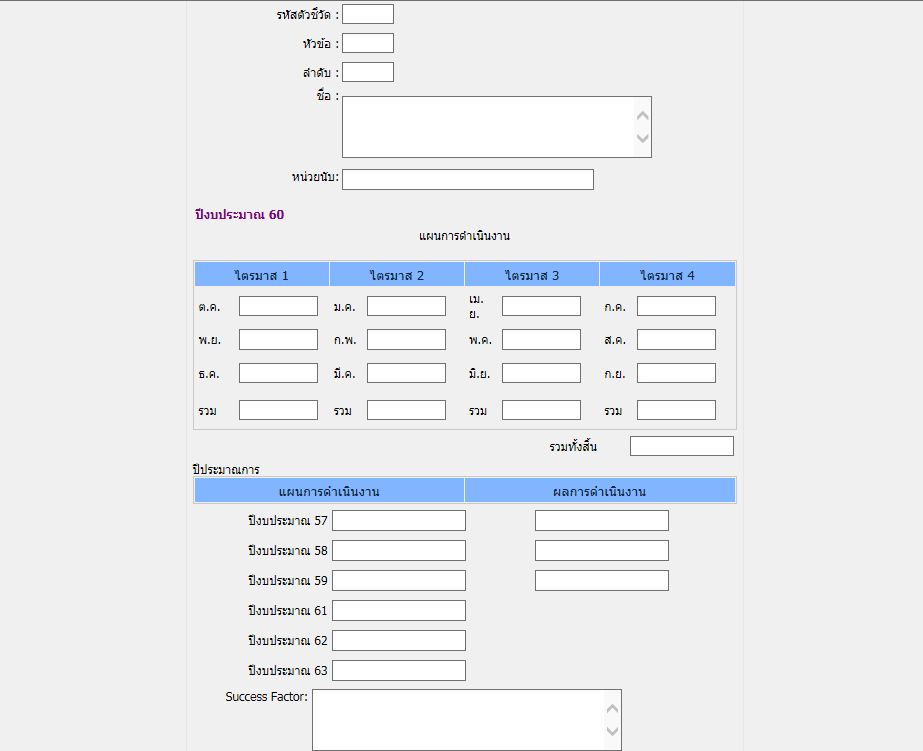 รหัสตัวชี้วัด :
หัวข้อ :
ลำดับ :
ชื่อ :
หน่วยนับ:
ปีงบประมาณ 60
แผนการดำเนินงาน
ไตรมาส 1 ไตรมาส 2 ไตรมาส 3 ไตรมาส 4
ต.ค. ม.ค. เม.ย. ก.ค.
พ.ย. ก.พ. พ.ค. ส.ค.
ธ.ค. มี.ค. มิ.ย. ก.ย.
รวม รวม รวม รวม
รวมทั้งสิ้น
ปีประมาณการ
แผนการดำเนินงาน ผลการดำเนินงาน
ปีงบประมาณ 57
ปีงบประมาณ 58
ปีงบประมาณ 59
ปีงบประมาณ 61
ปีงบประมาณ 62
ปีงบประมาณ 63
Success Factor: